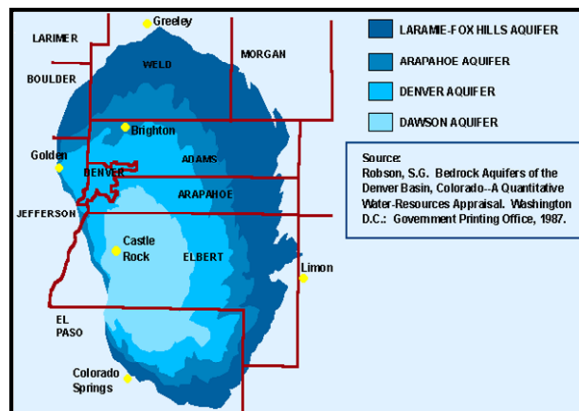 Greeley
LARIMER
MORGAN
WELD
BOULDER
Brighton
Golden
ADAMS
DENVER
ARAPAHOE
JEFFERSON
Castle
Rock
ELBERT
Limon
EL
PASO
Colorado
Springs
LARAMIE-FOX HILLS AQUIFER
ARAPAHOE AQUIFER
DENVER AQUIFER
DAWSON AQUIFER
Source:
Robson, S.G. Bedrock Aquifers of the
Denver Basin, Colorado--A Quantitative
Water-Resources Appraisal. Washington
D.C.: Government Printing Office, 1987.